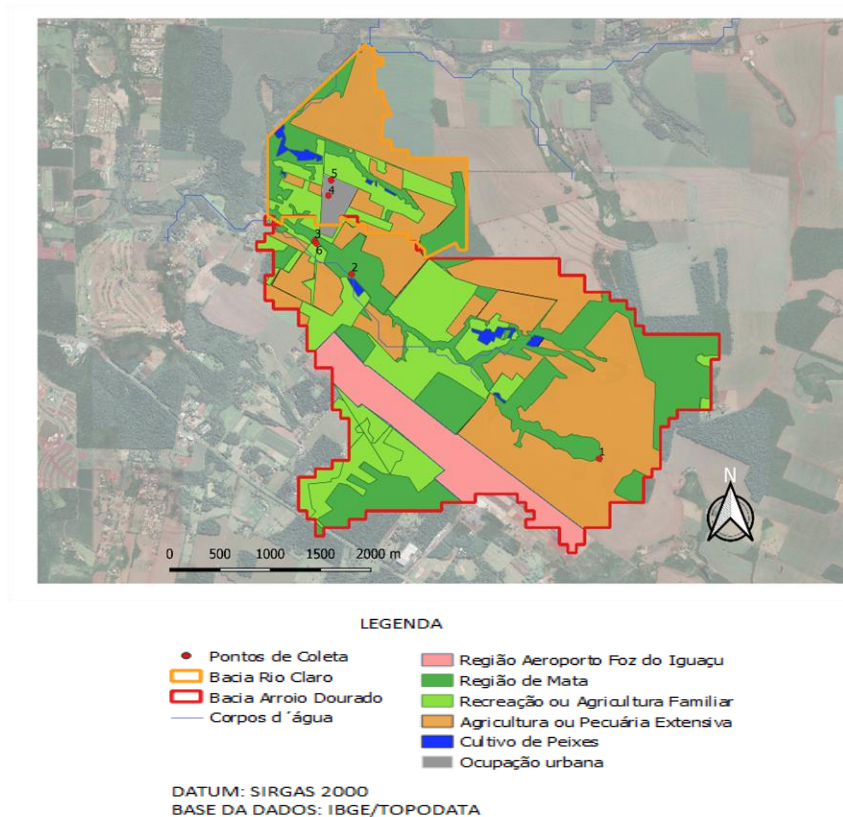 5
4
3
6
2
1
N
0 500 1000 1500 2000 m
LEGENDA
Pontos de Coleta
Bacia Rio Claro
Bacia Arroio Dourado
Corpos d´água
Região Aeroporto Foz do Iguaçu
Região de Mata
Recreação ou Agricultura Familiar
Agricultura ou Pecuária Extensiva
Cultivo de Peixes
Ocupação urbana
DATUM: SIRGAS 2000
BASE DA DADOS: IBGE/TOPODATA